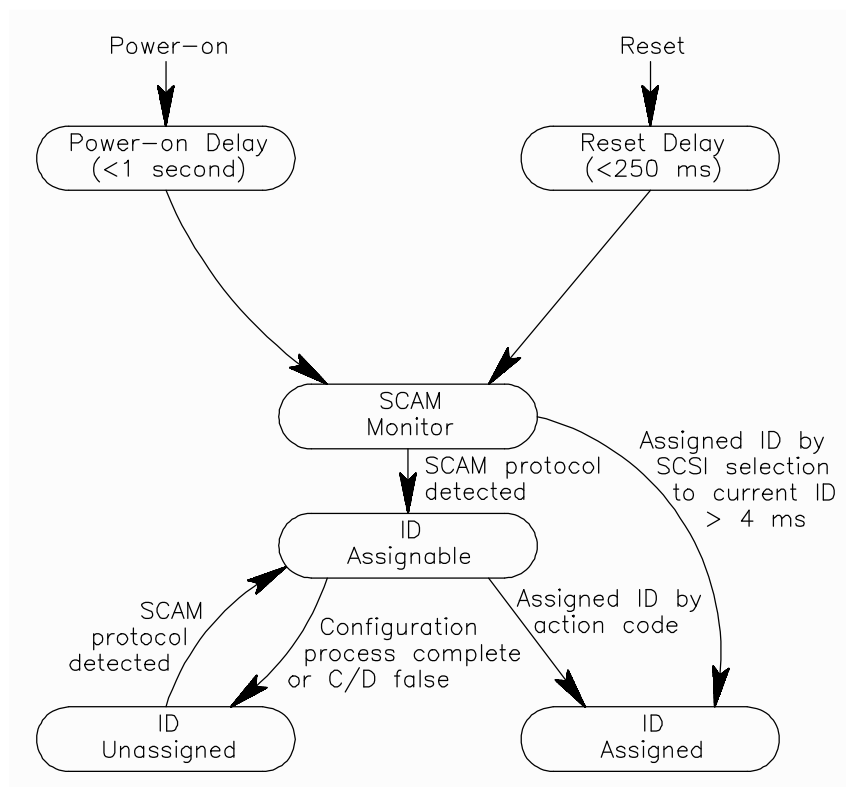 Power-on
Reset
Power-on Delay
(<1 second)
Reset Delay
(<250 ms)
SCAM
Monitor
Assigned ID by
SCSI selection
to current ID
> 4 ms
SCAM protocol
detected
ID
Assignable
SCAM
protocol
detected
Configuration
process complete
or C/D false
Assigned ID by
action code
ID
Unassigned
ID
Assigned